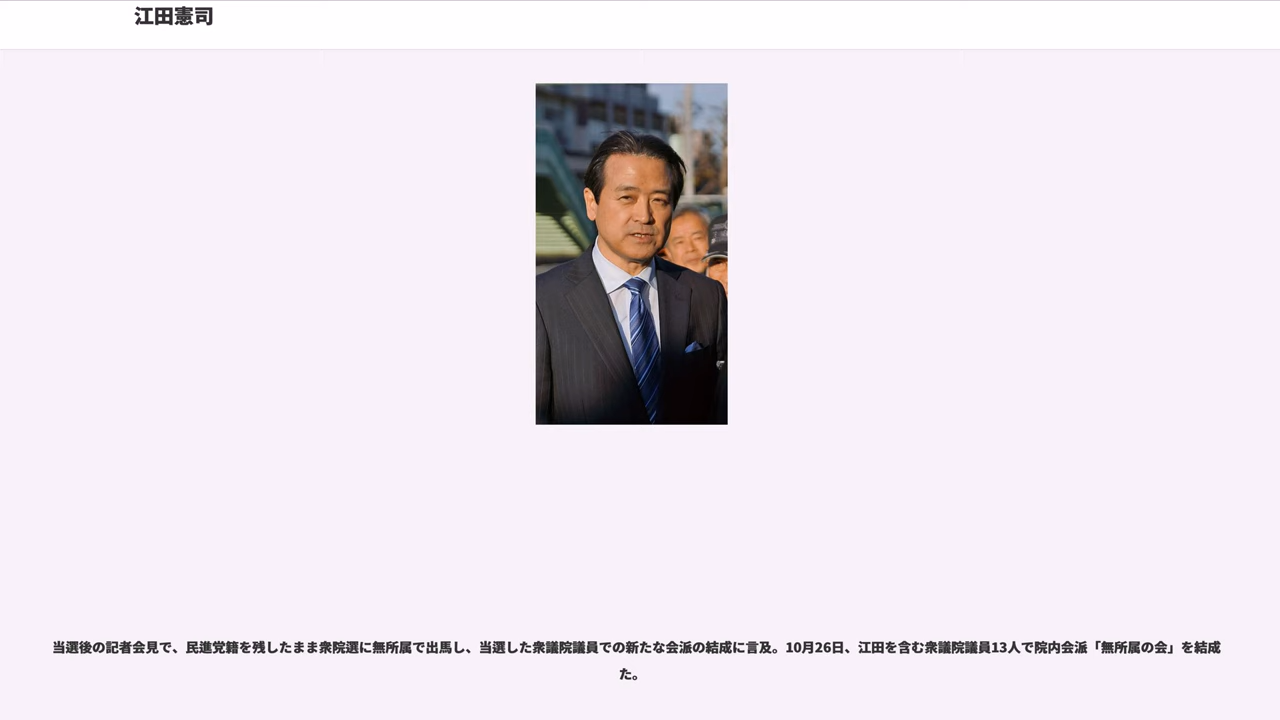 江田憲司
当選後の記者会見で、民進党籍を残したまま衆院選に無所属で出馬し、当選した衆議院議員での新たな会派の結成に言及。10月26日、江田を含む衆議院議員13人で院内会派「無所属の会」を結成
た。